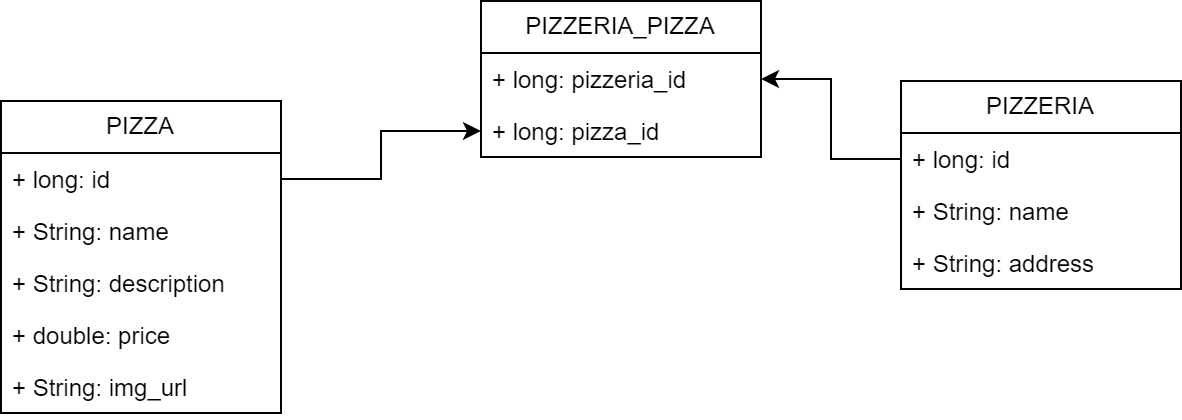 PIZZERIA_PIZZA
+ long: pizzeria_id
+ long: pizza_id
PIZZA
+ long: id
+ String: name
+ String: description
+ double: price
+ String: img_url
PIZZERIA
+ long: id
+ String: name
+ String: address